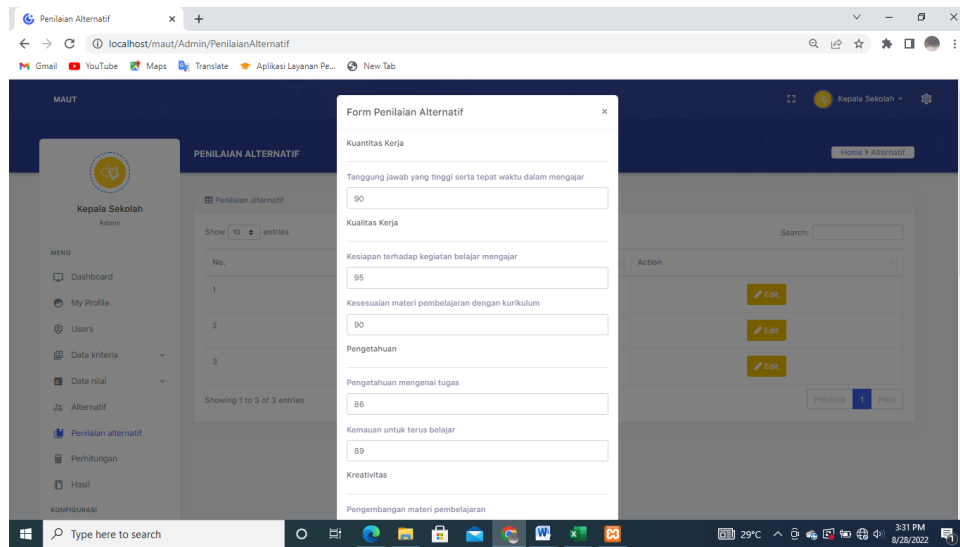 Penilaian Alternatif
localhost/maut/Admin/PenilaianAlternatif
Gmail YouTube Maps Translate Aplikasi Layanan Pe... New Tab
MAUT
Kepala Sekolah
Form Penilaian Alternatif ×
Kuantitas Kerja
Tanggung jawab yang tinggi serta tepat waktu dalam mengajar
90
Kualitas Kerja
Kesiapan terhadap kegiatan belajar mengajar
95
Kesesuaian materi pembelajaran dengan kurikulum
90
Pengetahuan
Pengetahuan mengenai tugas
86
Kemauan untuk terus belajar
89
Kreativitas
Pengembangan materi pembelajaran
PENILAIAN ALTERNATIF
Home > Alternatif
Kepala Sekolah
Admin
MENU
Dashboard
My Profile
Users
Data kriteria
Data nilai
Alternatif
Penilaian alternatif
Perhitungan
Hasil
KONFIGURASI
Penilaian alternatif
Show 10 entries
Search:
No. Action
1 Edit
2 Edit
3 Edit
Showing 1 to 3 of 3 entries
Previous 1 Next
Type here to search
29°C
3:31 PM
8/28/2022